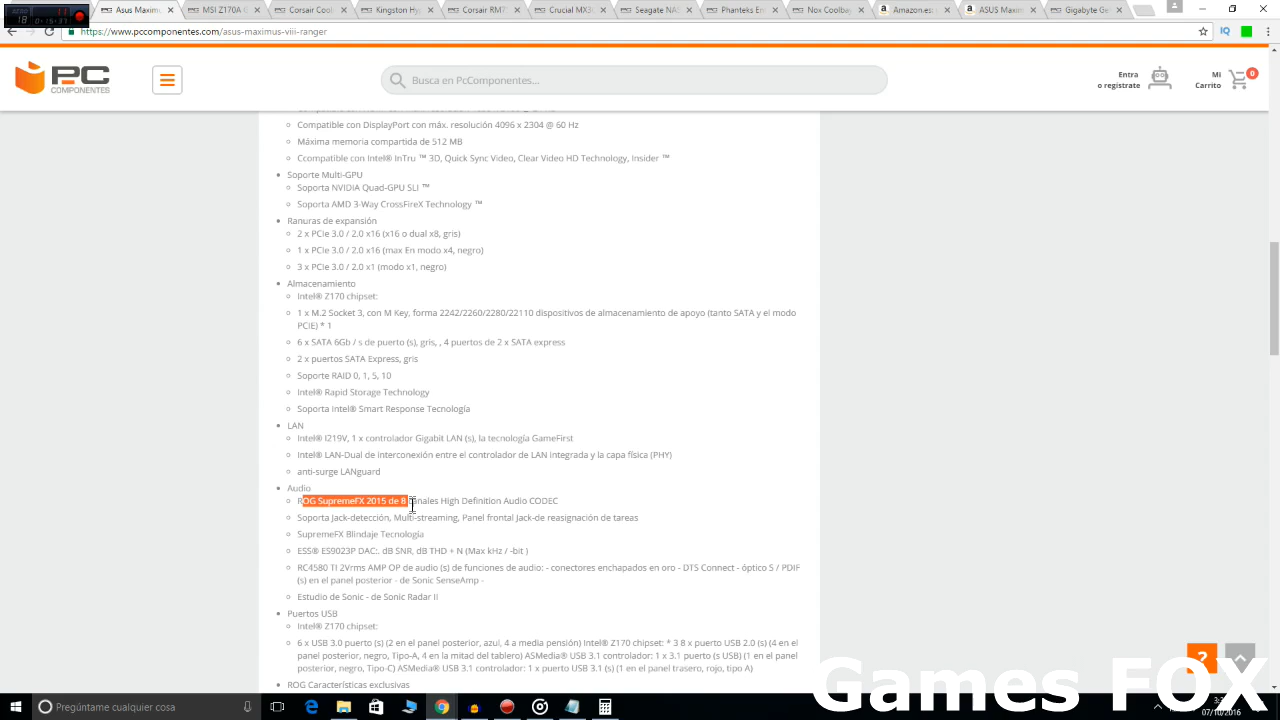 Asus Maxim
MSI Z170A G
Corsair Cool
Kingston Hy
Crucial MX3
Seagate NAS
Nox Coolbay
Amazon.es:
ASUS Maxim
Gigabyte Ge
https://www.pccomponentes.com/asus-maximus-viii-ranger
PC COMPONENTES
Busca en PcComponentes...
Entra o regístrate
Mi Carrito
0
Compatible con DisplayPort con máx. resolución 4096 x 2304 @ 60 Hz
Máxima memoria compartida de 512 MB
Ccompatible con Intel® InTru ™ 3D, Quick Sync Video, Clear Video HD Technology, Insider ™
Soporte Multi-GPU
Soporta NVIDIA Quad-GPU SLI ™
Soporta AMD 3-Way CrossFireX Technology ™
Ranuras de expansión
2 x PCIe 3.0 / 2.0 x16 (x16 o dual x8, gris)
1 x PCIe 3.0 / 2.0 x16 (max En modo x4, negro)
3 x PCIe 3.0 / 2.0 x1 (modo x1, negro)
Almacenamiento
Intel® Z170 chipset:
1 x M.2 Socket 3, con M Key, forma 2242/2260/2280/22110 dispositivos de almacenamiento de apoyo (tanto SATA y el modo
PCIE) * 1
6 x SATA 6Gb / s de puerto (s), gris, , 4 puertos de 2 x SATA express
2 x puertos SATA Express, gris
Soporte RAID 0, 1, 5, 10
Intel® Rapid Storage Technology
Soporta Intel® Smart Response Tecnología
LAN
Intel® I219V, 1 x controlador Gigabit LAN (s), la tecnología GameFirst
Intel® LAN-Dual de interconexión entre el controlador de LAN integrada y la capa física (PHY)
anti-surge LANguard
Audio
ROG SupremeFX 2015 de 8 canales High Definition Audio CODEC
Soporta Jack-detección, Multi-streaming, Panel frontal Jack-de reasignación de tareas
SupremeFX Blindaje Tecnología
ESS® ES9023P DAC:. dB SNR, dB THD + N (Max kHz / -bit )
RC4580 TI 2Vrms AMP OP de audio (s) de funciones de audio: - conectores enchapados en oro - DTS Connect - óptico S / PDIF
(s) en el panel posterior - de Sonic SenseAmp -
Estudio de Sonic - de Sonic Radar II
Puertos USB
Intel® Z170 chipset:
6 x USB 3.0 puerto (s) (2 en el panel posterior, azul, 4 a media pensión) Intel® Z170 chipset: * 3 8 x puerto USB 2.0 (s) (4 en el
panel posterior, negro, Tipo-A, 4 en la mitad del tablero) ASMedia® USB 3.1 controlador: 1 x 3.1 puerto (s USB) (1 en el panel
posterior, negro, Tipo-C) ASMedia® USB 3.1 controlador: 1 x puerto USB 3.1 (s) (1 en el panel trasero, rojo, tipo A)
ROG Características exclusivas
?
Games FOX
Pregúntame cualquier cosa
07/10/2016